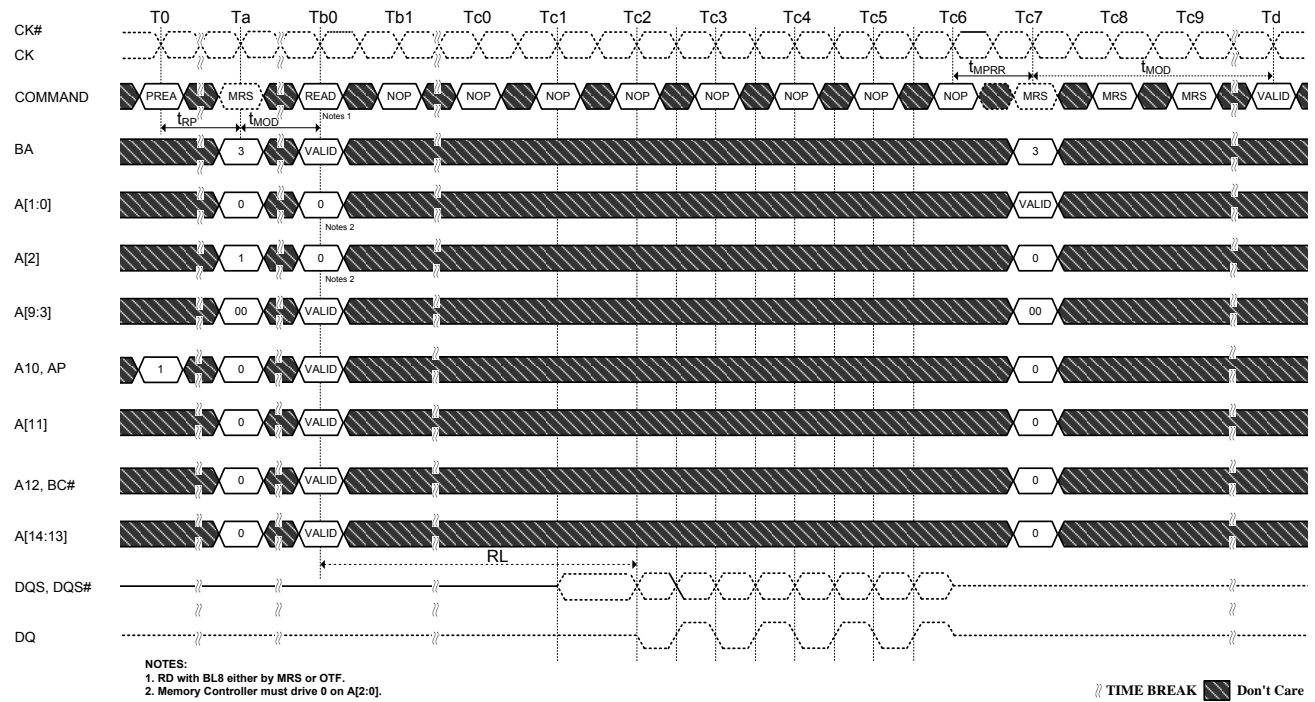 T0 Ta Tb0 Tb1 Tc0 Tc1 Tc2 Tc3 Tc4 Tc5 Tc6 Tc7 Tc8 Tc9 Td
CK#
CK
tMPRR tMOD
COMMAND PREA MRS READ NOP NOP NOP NOP NOP NOP NOP NOP MRS MRS MRS VALID
tRP tMOD Notes 1
BA 3 VALID 3
A[1:0] 0 0 VALID
Notes 2
A[2] 1 0 0
Notes 2
A[9:3] 00 VALID 00
A10, AP 1 0 VALID 0
A[11] 0 VALID 0
A12, BC# 0 VALID 0
A[14:13] 0 VALID 0
RL
DQS, DQS#
DQ
NOTES:
1. RD with BL8 either by MRS or OTF.
2. Memory Controller must drive 0 on A[2:0].
TIME BREAK Don't Care